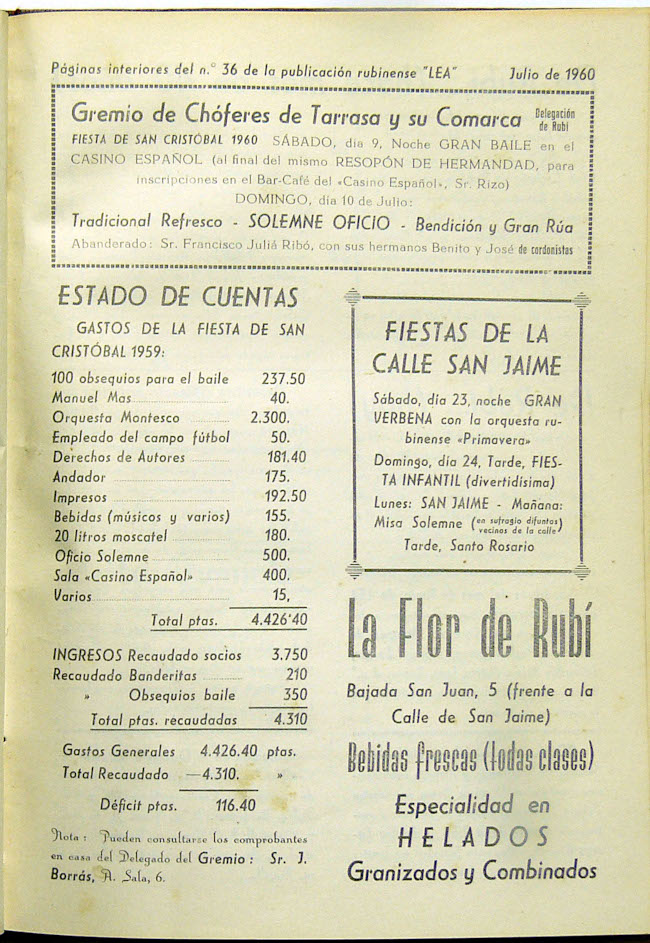 Páginas interiores del n.º 36 de la publicación rubinense "LEA" Julio de 1960
Gremio de Chóferes de Tarrasa y su Comarca Delegación de Rubí
FIESTA DE SAN CRISTÓBAL 1960 SÁBADO, día 9, Noche GRAN BAILE en el
CASINO ESPAÑOL (al final del mismo RESOPÓN DE HERMANDAD, para
inscripciones en el Bar-Café del «Casino Español», Sr. Rizo)
DOMINGO, día 10 de Julio:
Tradicional Refresco - SOLEMNE OFICIO - Bendición y Gran Rúa
Abanderado: Sr. Francisco Juliá Ribó, con sus hermanos Benito y José de cordonistas
ESTADO DE CUENTAS
GASTOS DE LA FIESTA DE SAN
CRISTÓBAL 1959:
100 obsequios para el baile 237.50
Manuel Mas 40.
Orquesta Montesco 2.300.
Empleado del campo fútbol 50.
Derechos de Autores 181.40
Andador 175.
Impresos 192.50
Bebidas (músicos y varios) 155.
20 litros moscatel 180.
Oficio Solemne 500.
Sala «Casino Español» 400.
Varios 15,
Total ptas. 4.426'40
INGRESOS Recaudado socios 3.750
Recaudado Banderitas 210
» Obsequios baile 350
Total ptas. recaudadas 4.310
Gastos Generales 4.426.40 ptas.
Total Recaudado —4.310. »
Déficit ptas. 116.40
Nota: Pueden consultarse los comprobantes
en casa del Delegado del Gremio: Sr. J.
Borrás, A. Sala, 6.
FIESTAS DE LA
CALLE SAN JAIME
Sábado, día 23, noche GRAN
VERBENA con la orquesta ru-
binense «Primavera»
Domingo, día 24, Tarde, FIES-
TA INFANTIL (divertidísima)
Lunes: SAN JAIME - Mañana:
Misa Solemne (en sufragio difuntos vecinos de la calle)
Tarde, Santo Rosario
La Flor de Rubí
Bajada San Juan, 5 (frente a la
Calle de San Jaime)
Bebidas frescas (todas clases)
Especialidad en
HELADOS
Granizados y Combinados